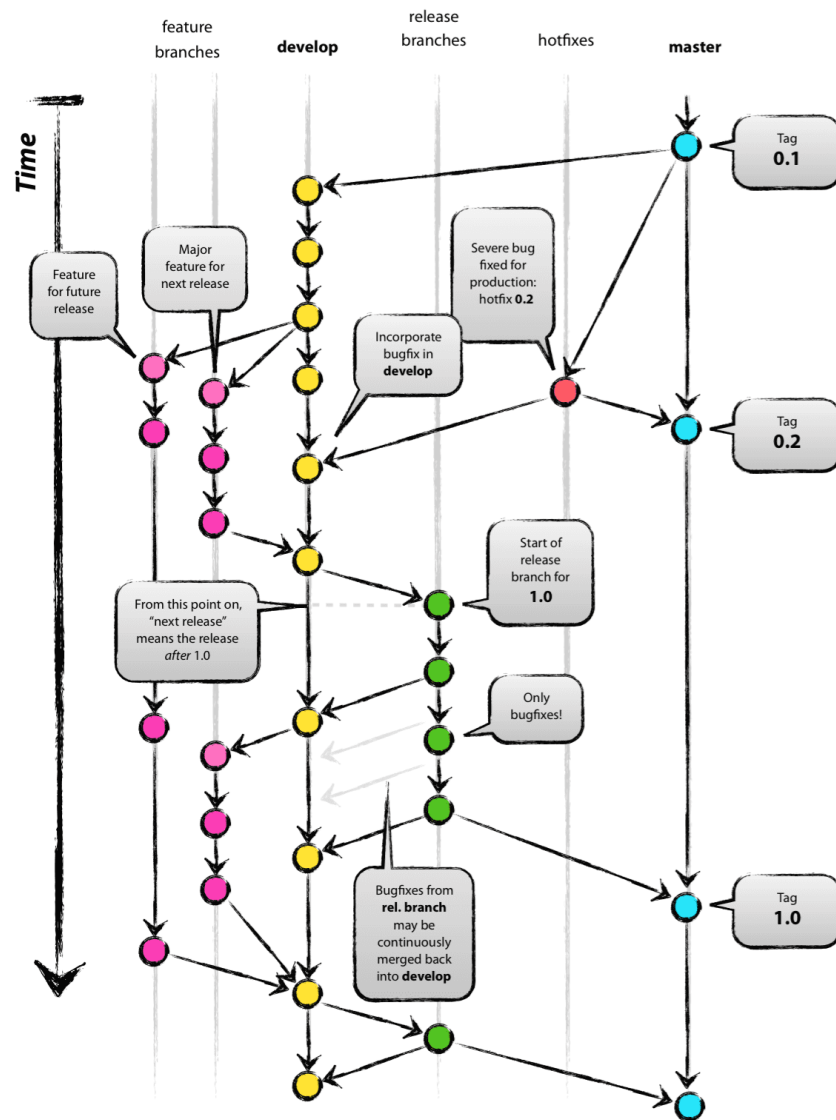 feature
branches
develop
release
branches
hotfixes
master
Time
Tag
0.1
Major
feature for
next release
Feature
for future
release
Severe bug
fixed for
production:
hotfix 0.2
Incorporate
bugfix in
develop
Tag
0.2
Start of
release
branch for
1.0
From this point on,
“next release”
means the release
after 1.0
Only
bugfixes!
Bugfixes from
rel. branch
may be
continuously
merged back
into develop
Tag
1.0